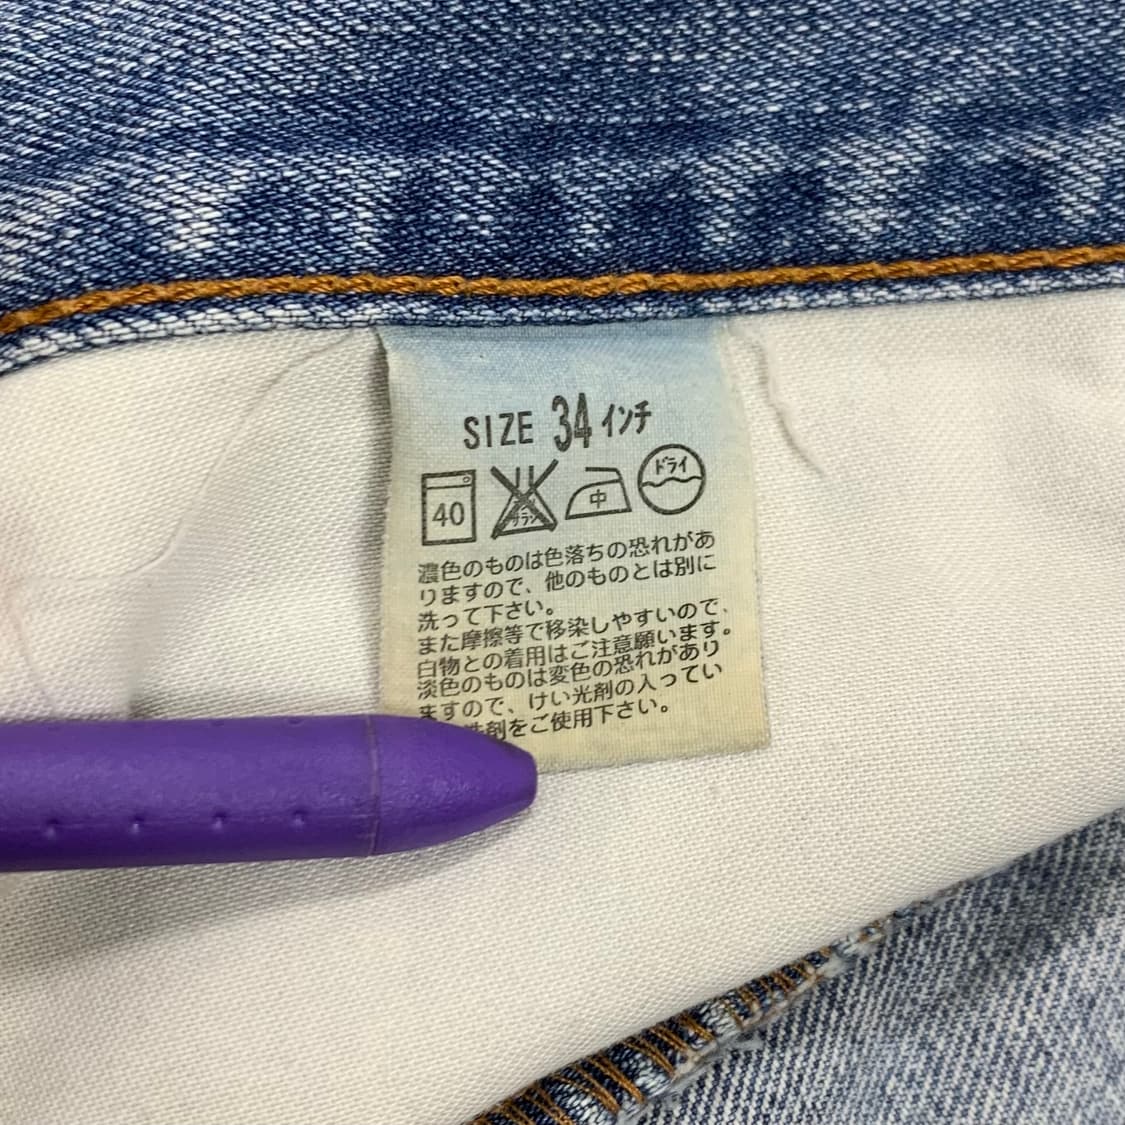 SIZE 34 インチ
40 サラシ 中 ドライ
濃色のものは色落ちの恐れがあ
りますので、他のものとは別に
洗って下さい。
また摩擦等で移染しやすいので、
白物との着用はご注意願います。
淡色のものは変色の恐れがあり
ますので、けい光剤の入ってい
洗剤をご使用下さい。